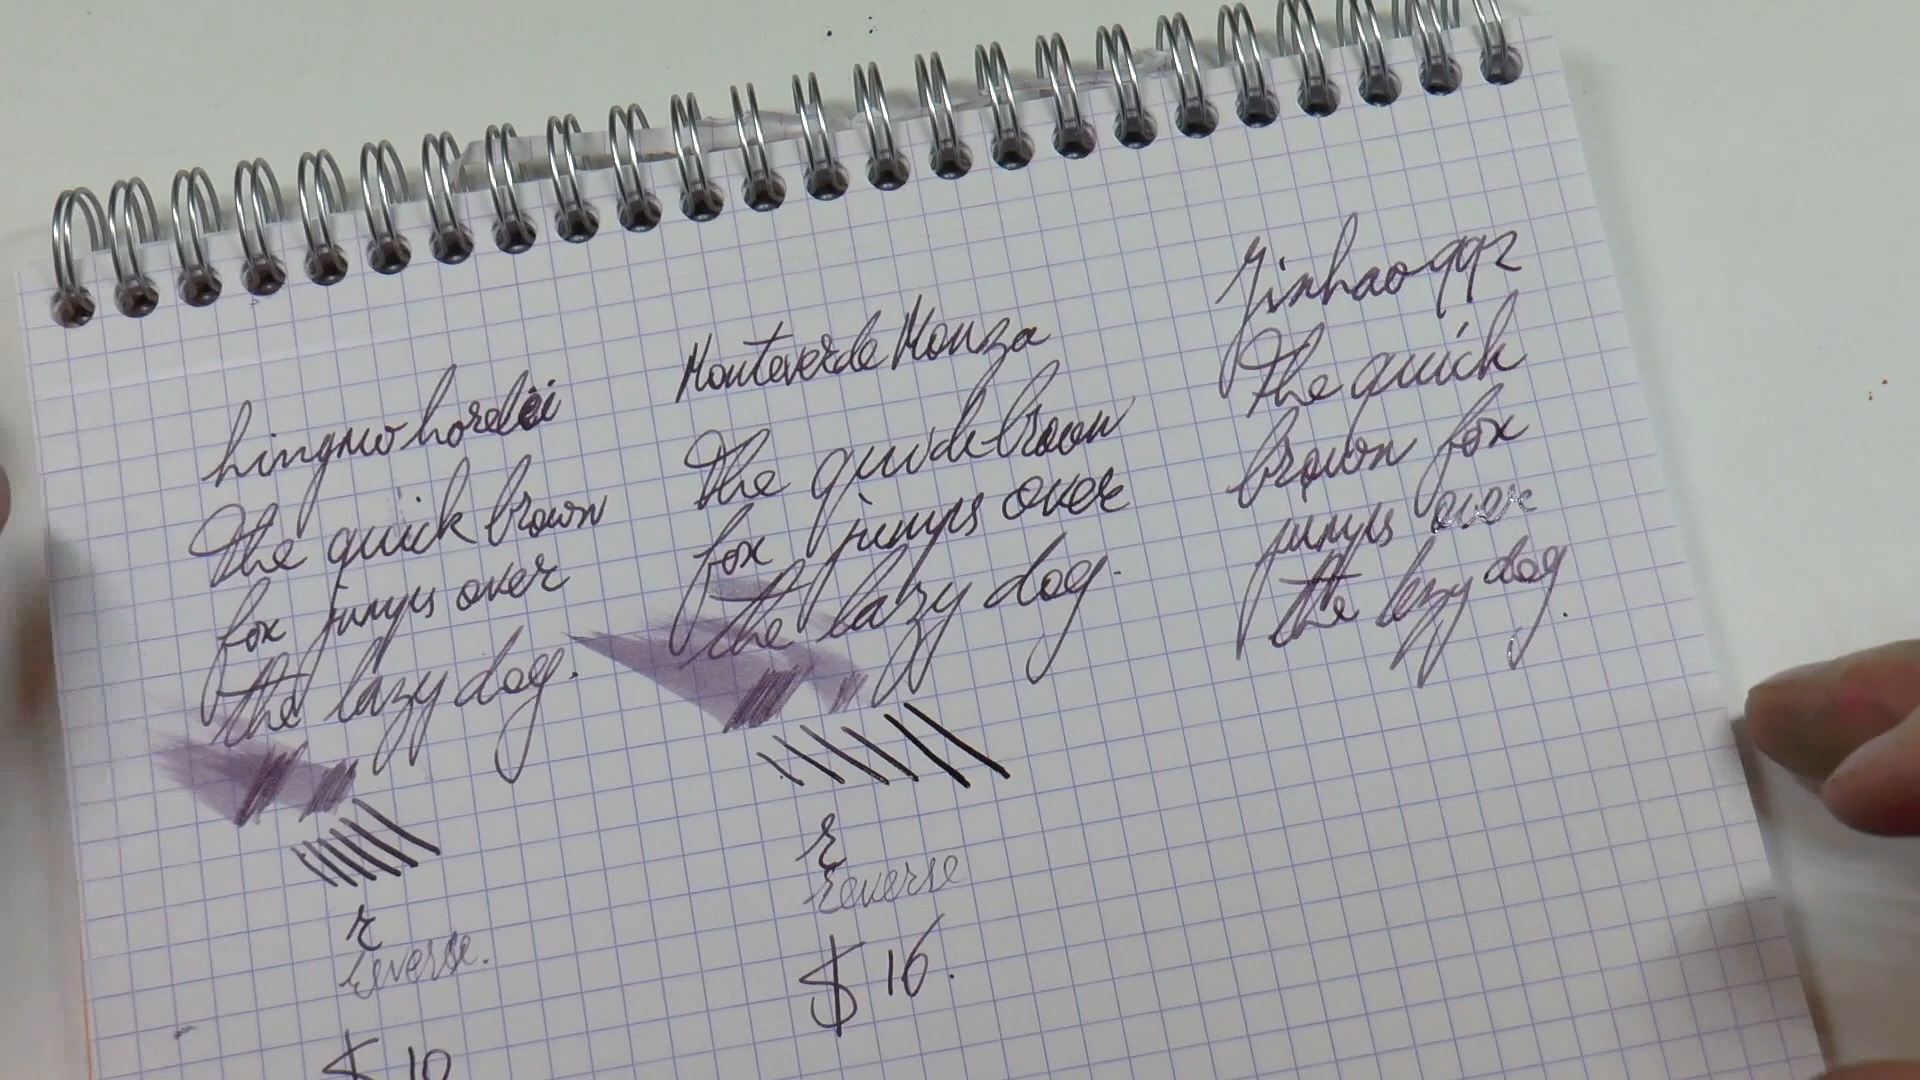 The quick brown
fox jumps over
the lazy dog.
r
reverse.
$ 10
Monteverde Monza
The quick brown
fox jumps over
the lazy dog.
r
reverse
$ 16.
Jinhao 992
The quick
brown fox
jumps over
the lazy dog.